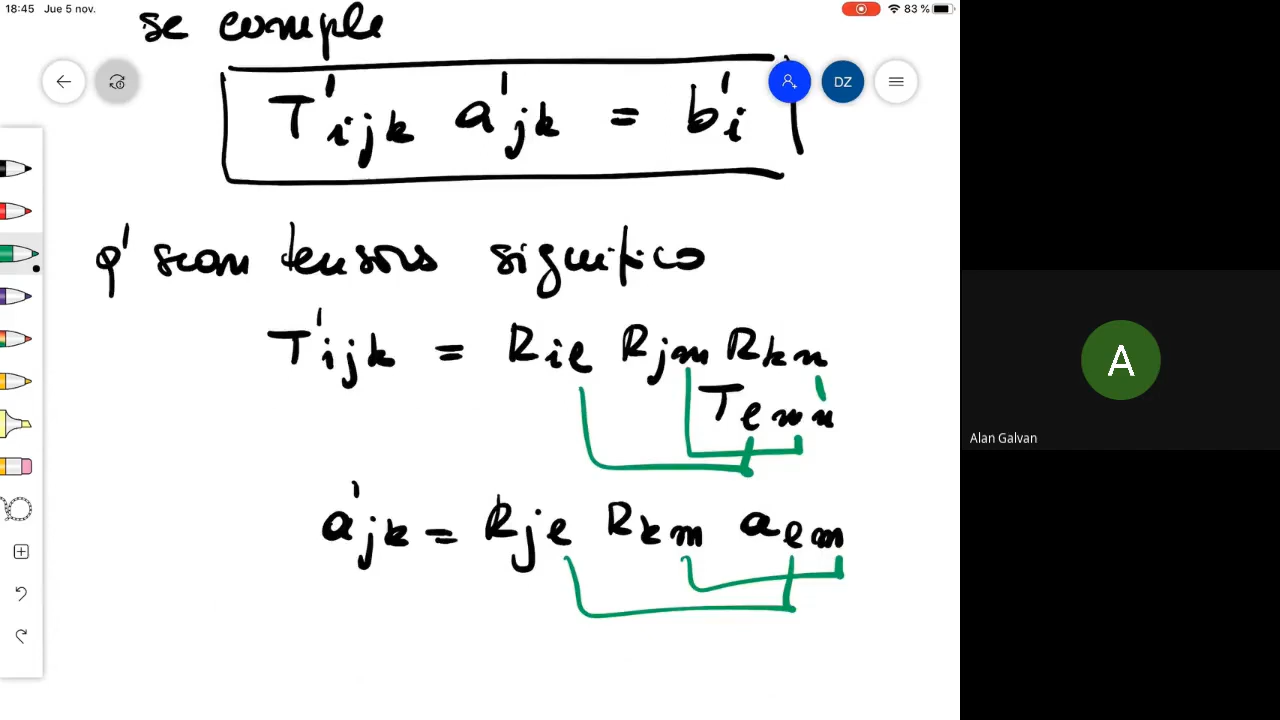 18:45 Jue 5 nov.
83 %
se cumple
DZ
T'ijk a'jk = b'i
q' sean tensors significa
T'ijk = Ril Rjm Rkn
Tlmn
a'jk = Rjl Rkm alm
A
Alan Galvan